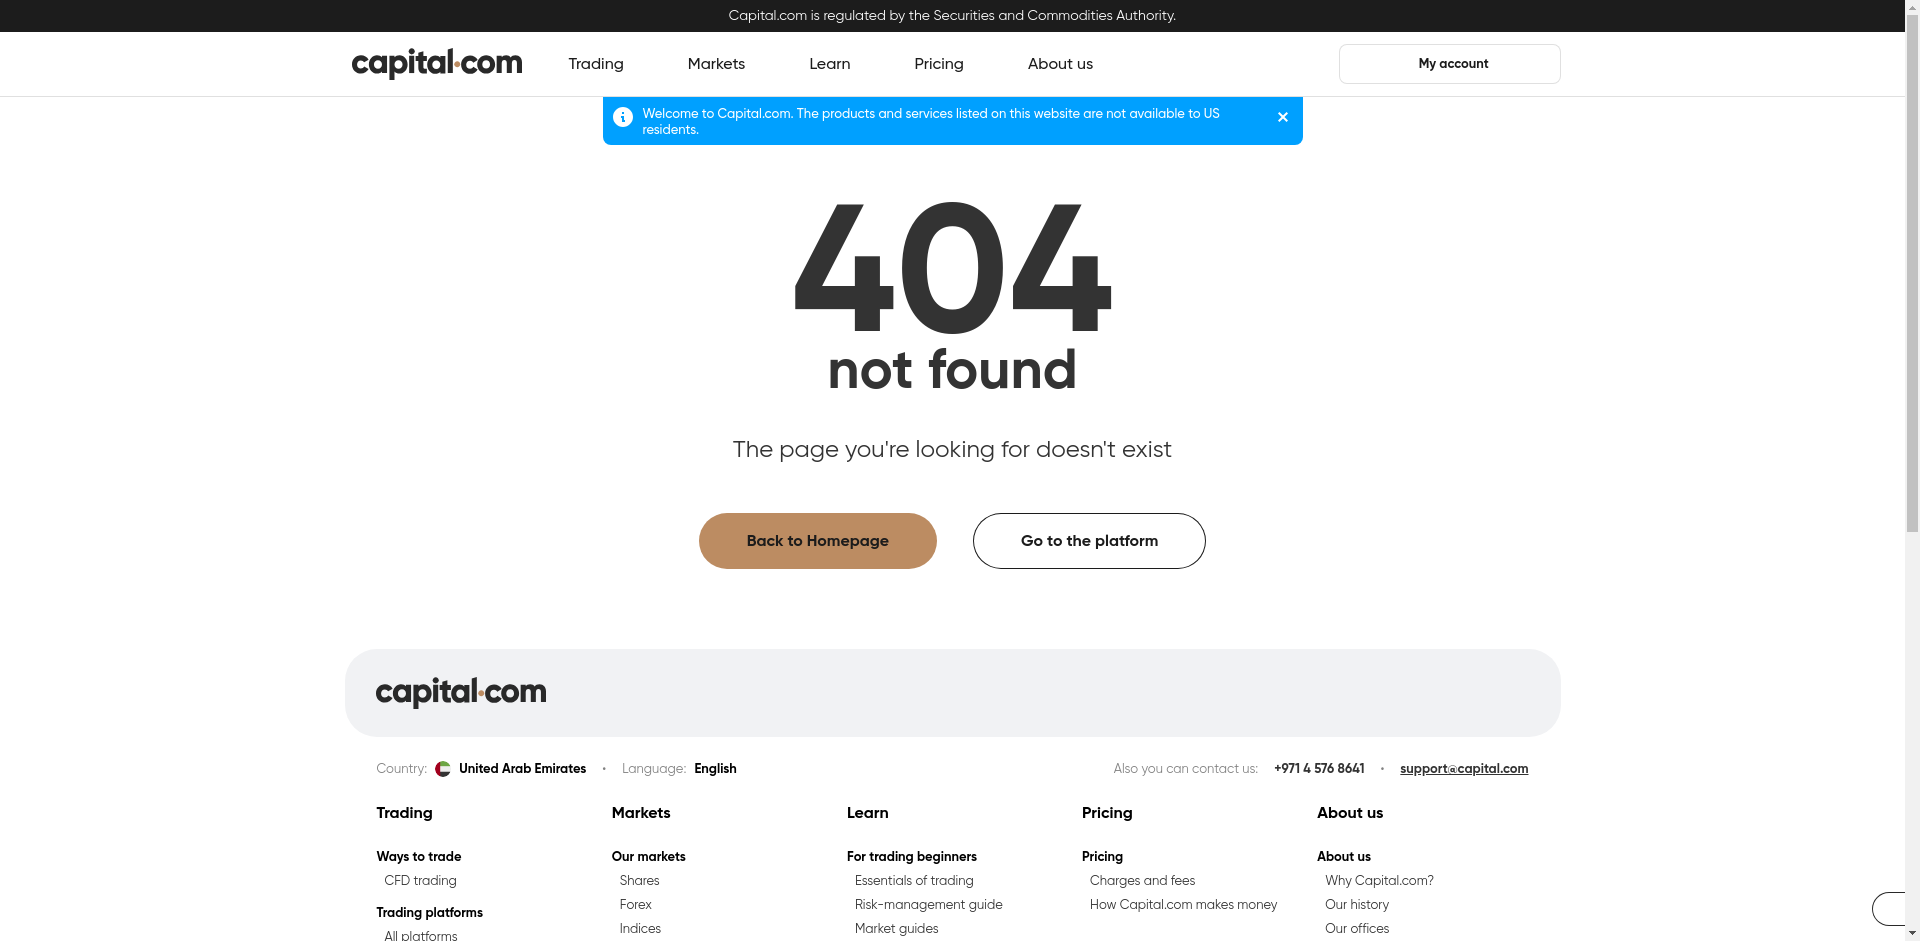 Capital.com is regulated by the Securities and Commodities Authority.
capital.com
Trading
Markets
Learn
Pricing
About us
My account
Welcome to Capital.com. The products and services listed on this website are not available to US
residents.
404
not found
The page you're looking for doesn't exist
Back to Homepage
Go to the platform
capital.com
Country: United Arab Emirates • Language: English
Also you can contact us: +971 4 576 8641 • support@capital.com
Trading
Markets
Learn
Pricing
About us
Ways to trade
Our markets
For trading beginners
Pricing
About us
CFD trading
Shares
Essentials of trading
Charges and fees
Why Capital.com?
Forex
Risk-management guide
How Capital.com makes money
Our history
Trading platforms
Indices
Market guides
Our offices
All platforms